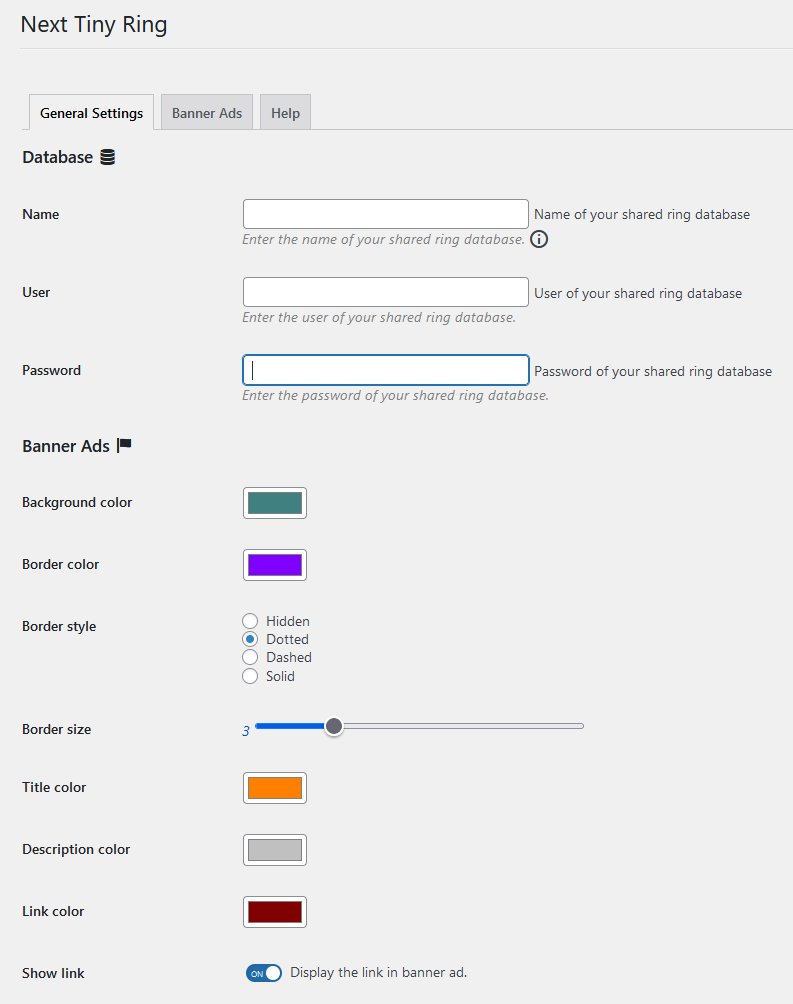 Next Tiny Ring
General Settings Banner Ads Help
Database
Name Name of your shared ring database
Enter the name of your shared ring database.
User User of your shared ring database
Enter the user of your shared ring database.
Password Password of your shared ring database
Enter the password of your shared ring database.
Banner Ads
Background color
Border color
Border style
Hidden
Dotted
Dashed
Solid
Border size 3
Title color
Description color
Link color
Show link ON Display the link in banner ad.